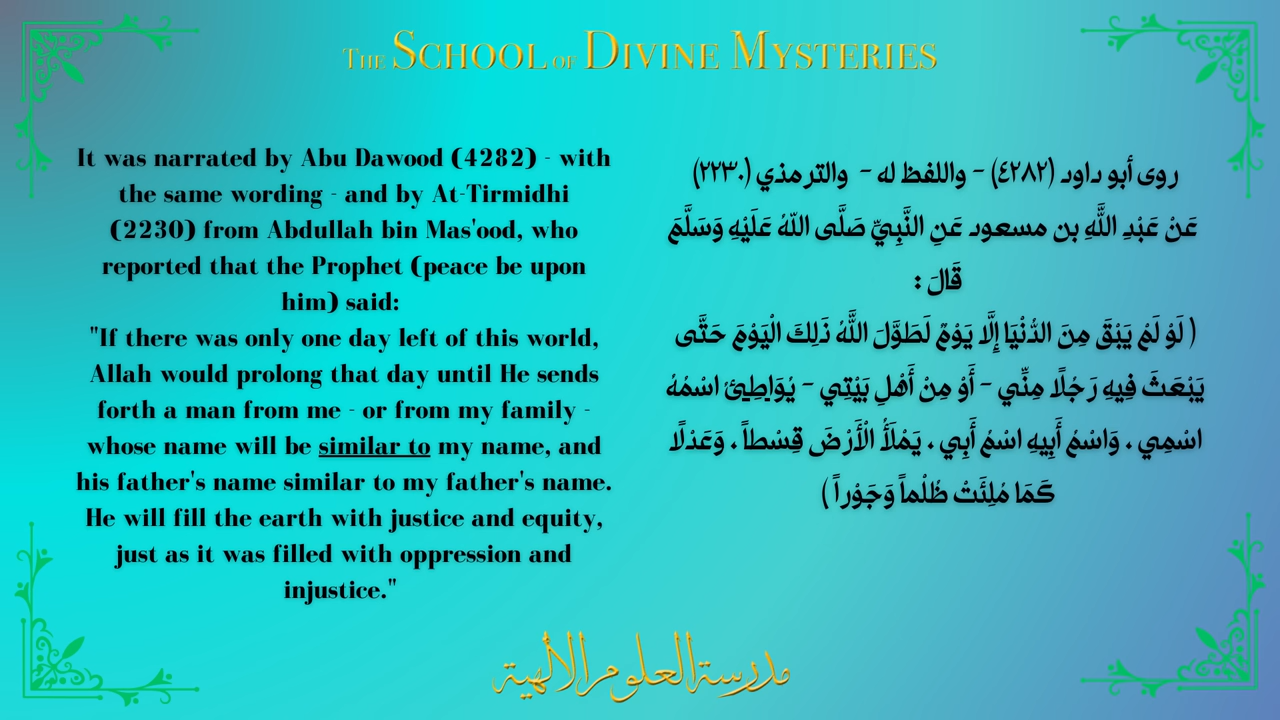 The School of Divine Mysteries
It was narrated by Abu Dawood (4282) - with
the same wording - and by At-Tirmidhi
(2230) from Abdullah bin Mas'ood, who
reported that the Prophet (peace be upon
him) said:
"If there was only one day left of this world,
Allah would prolong that day until He sends
forth a man from me - or from my family -
whose name will be similar to my name, and
his father's name similar to my father's name.
He will fill the earth with justice and equity,
just as it was filled with oppression and
injustice."
روى أبو داود (٤٢٨٢) - واللفظ له - والترمذي (٢٢٣٠)
عَنْ عَبْدِ اللَّهِ بن مسعود عَنِ النَّبِيِّ صَلَّى اللهُ عَلَيْهِ وَسَلَّمَ
قَالَ :
( لَوْ لَمْ يَبْقَ مِنَ الدُّنْيَا إِلَّا يَوْمٌ لَطَوَّلَ اللَّهُ ذَلِكَ الْيَوْمَ حَتَّى
يَبْعَثَ فِيهِ رَجُلًا مِنِّي - أَوْ مِنْ أَهْلِ بَيْتِي - يُوَاطِئُ اسْمُهُ
اسْمِي ، وَاسْمُ أَبِيهِ اسْمُ أَبِي ، يَمْلَأُ الْأَرْضَ قِسْطاً ، وَعَدْلًا
كَمَا مُلِئَتْ ظُلْماً وَجَوْراً )
مدرسة العلوم الالهية